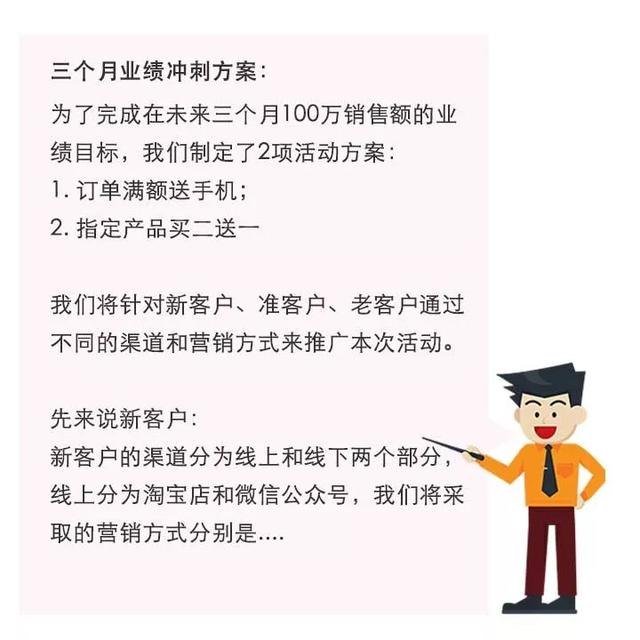 三个月业绩冲刺方案：
为了完成在未来三个月100万销售额的业
绩目标，我们制定了2项活动方案：
1. 订单满额送手机；
2. 指定产品买二送一
我们将针对新客户、准客户、老客户通过
不同的渠道和营销方式来推广本次活动。
先来说新客户：
新客户的渠道分为线上和线下两个部分，
线上分为淘宝店和微信公众号，我们将采
取的营销方式分别是....